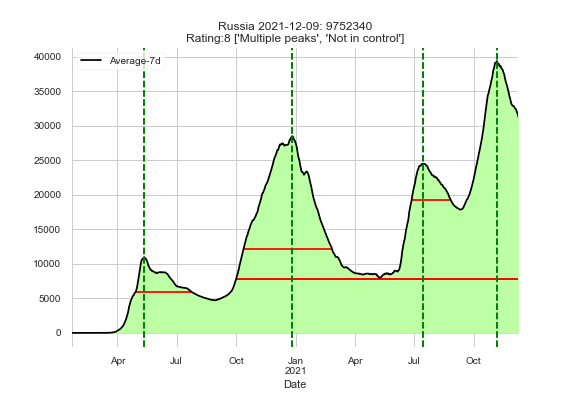 Russia 2021-12-09: 9752340
Rating:8 ['Multiple peaks', 'Not in control']
Average-7d
40000
35000
30000
25000
20000
15000
10000
5000
0
Apr Jul Oct Jan Apr Jul Oct
2021
Date